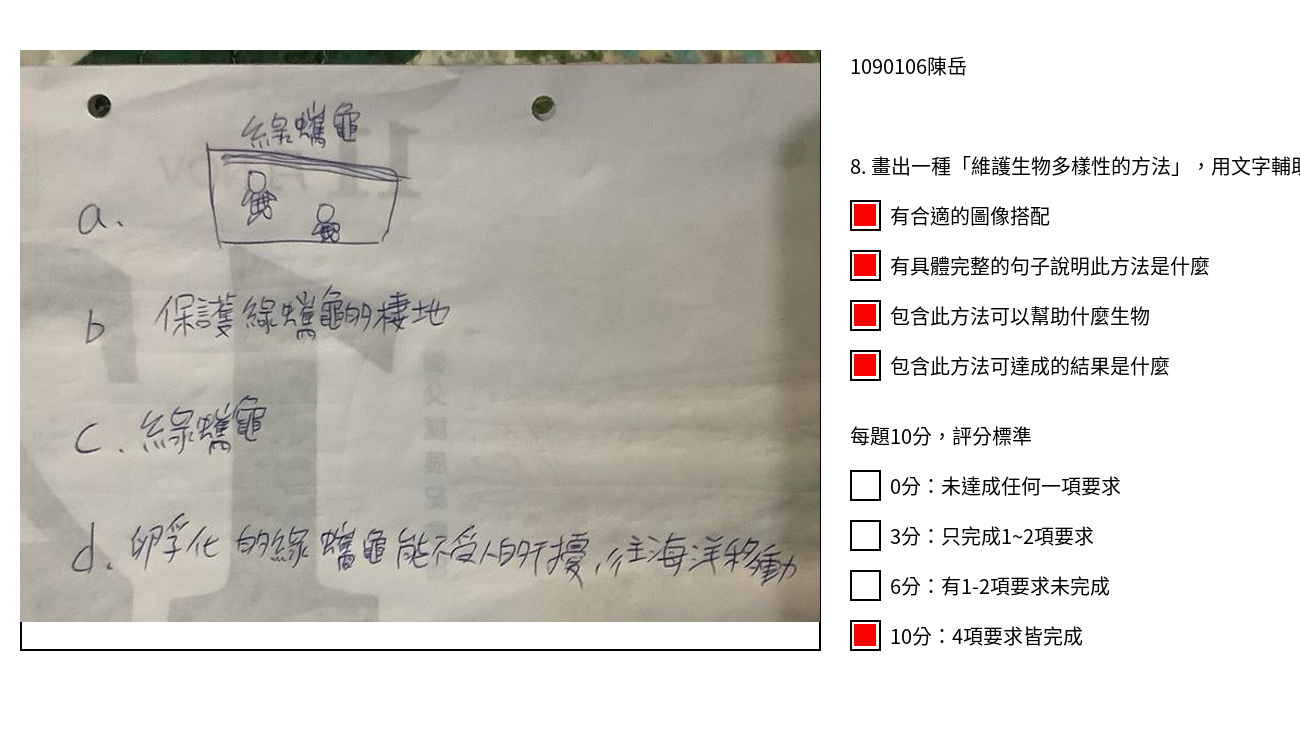 綠蠵龜
a.
b 保護綠蠵龜的棲地
c. 綠蠵龜
d. 卵孵化的綠蠵龜能不受人的干擾,往海洋移動
1090106陳岳
8. 畫出一種「維護生物多樣性的方法」,用文字輔助
有合適的圖像搭配
有具體完整的句子說明此方法是什麼
包含此方法可以幫助什麼生物
包含此方法可達成的結果是什麼
每題10分,評分標準
0分:未達成任何一項要求
3分:只完成1~2項要求
6分:有1-2項要求未完成
10分:4項要求皆完成